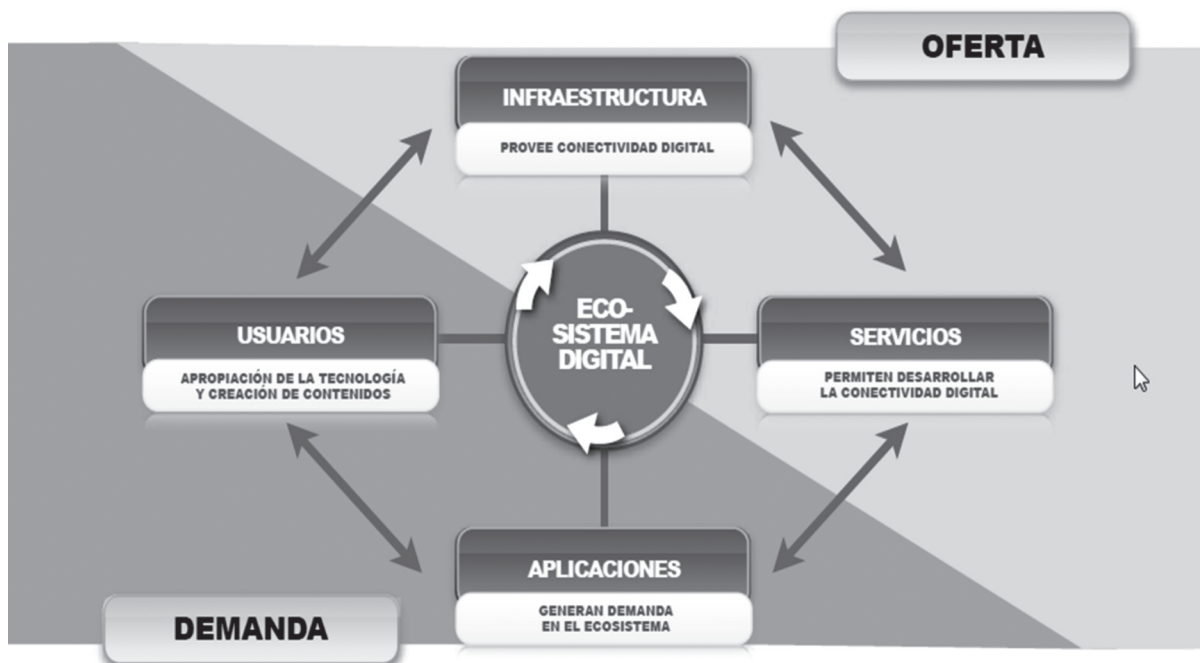 OFERTA
INFRAESTRUCTURA
PROVEE CONECTIVIDAD DIGITAL
ECO-
SISTEMA
DIGITAL
USUARIOS
APROPIACIÓN DE LA TECNOLOGÍA
Y CREACIÓN DE CONTENIDOS
SERVICIOS
PERMITEN DESARROLLAR
LA CONECTIVIDAD DIGITAL
APLICACIONES
GENERAN DEMANDA
EN EL ECOSISTEMA
DEMANDA